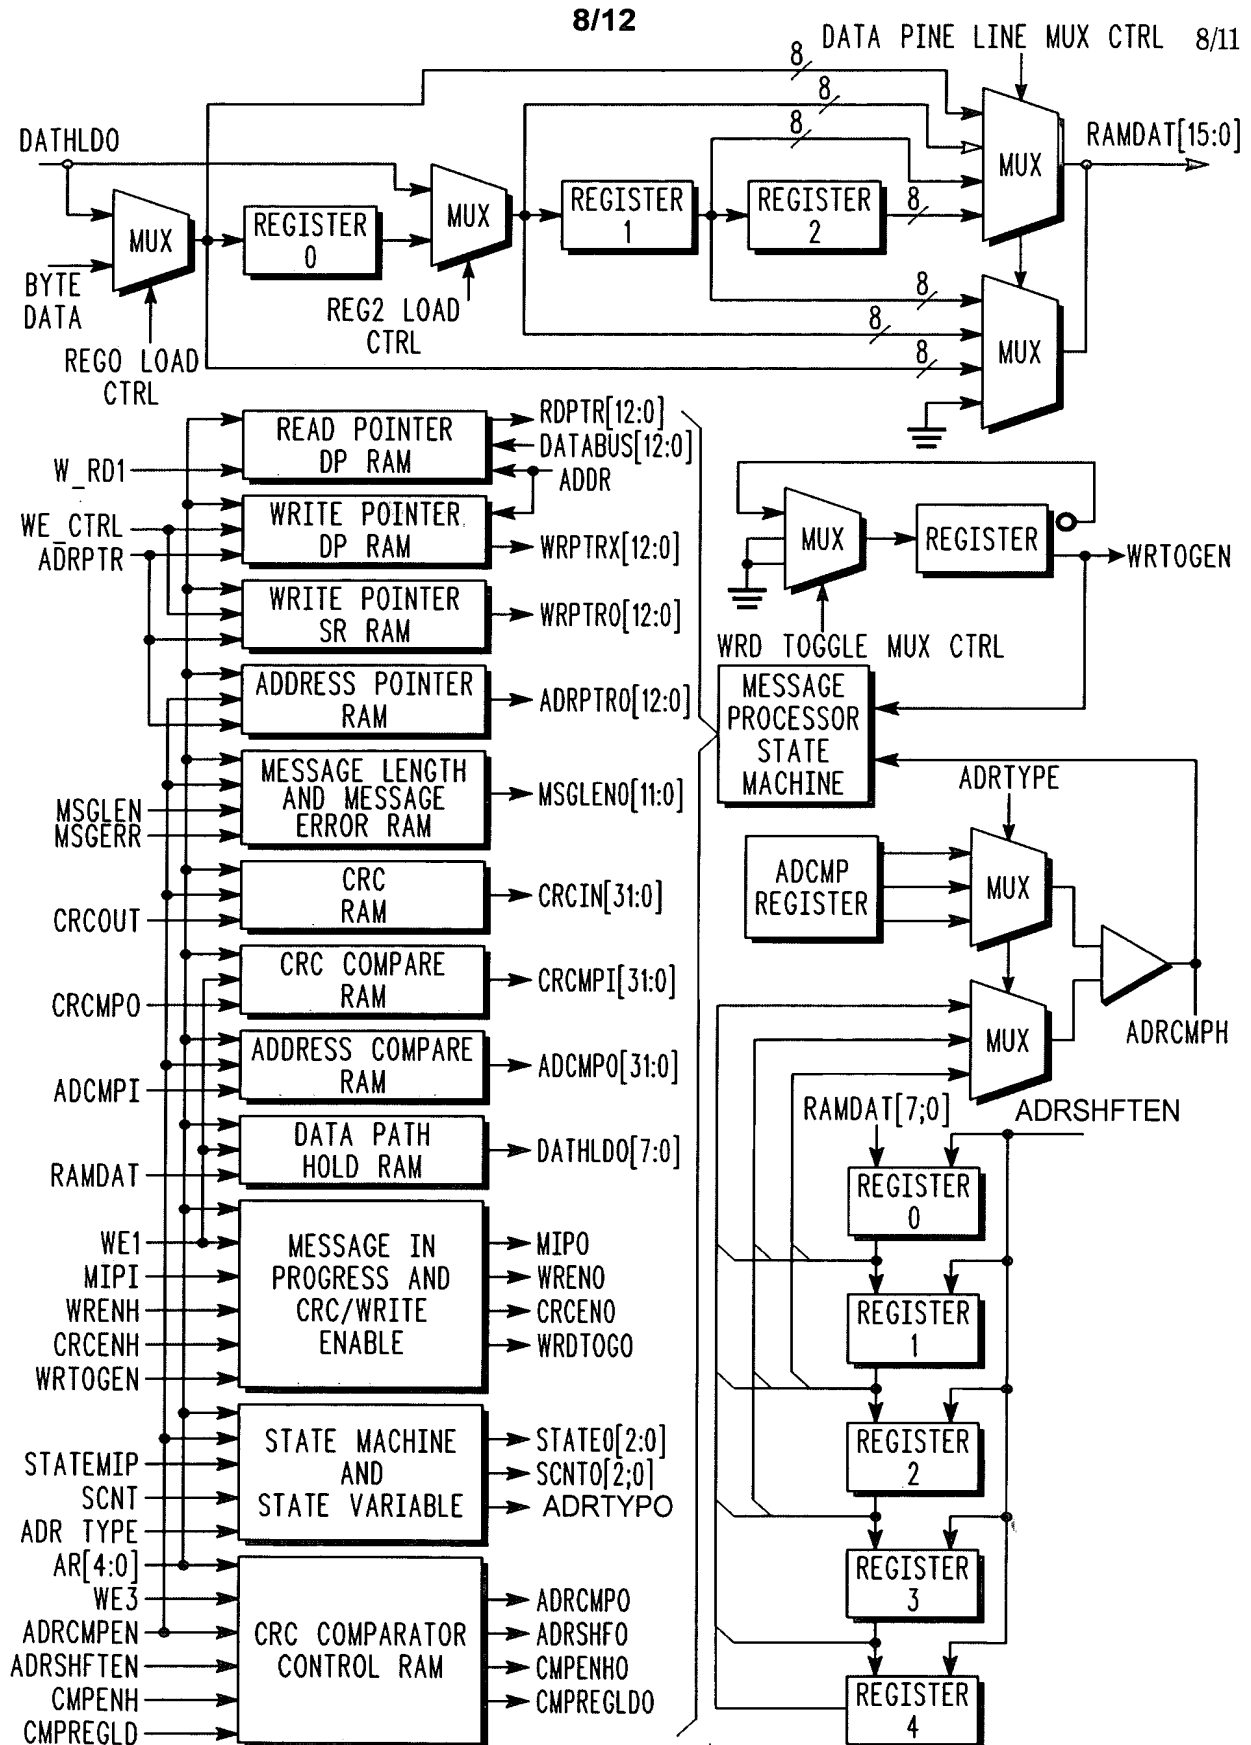 8/12
DATA PINE LINE MUX CTRL 8/11
8
8
8
8
DATHLDO
MUX
BYTE
DATA
REGO LOAD
CTRL
REGISTER
0
MUX
REG2 LOAD
CTRL
REGISTER
1
REGISTER
2
MUX
RAMDAT[15:0]
8
8
8
MUX
W_RD1
WE_CTRL
ADRPTR
READ POINTER
DP RAM
RDPTR[12:0]
DATABUS[12:0]
ADDR
WRITE POINTER
DP RAM
WRPTRX[12:0]
WRITE POINTER
SR RAM
WRPTRO[12:0]
ADDRESS POINTER
RAM
ADRPTRO[12:0]
MSGLEN
MSGERR
MESSAGE LENGTH
AND MESSAGE
ERROR RAM
MSGLENO[11:0]
CRCOUT
CRC
RAM
CRCIN[31:0]
CRCMPO
CRC COMPARE
RAM
CRCMPI[31:0]
ADCMPI
ADDRESS COMPARE
RAM
ADCMPO[31:0]
RAMDAT
DATA PATH
HOLD RAM
DATHLDO[7:0]
WE1
MIPI
WRENH
CRCENH
WRTOGEN
MESSAGE IN
PROGRESS AND
CRC/WRITE
ENABLE
MIPO
WRENO
CRCENO
WRDTOGO
STATEMIP
SCNT
ADR TYPE
STATE MACHINE
AND
STATE VARIABLE
STATEO[2:0]
SCNTO[2;0]
ADRTYPO
AR[4:0]
WE3
ADRCMPEN
ADRSHFTEN
CMPENH
CMPREGLD
CRC COMPARATOR
CONTROL RAM
ADRCMPO
ADRSHFO
CMPENHO
CMPREGLDO
MUX
REGISTER
WRTOGEN
WRD TOGGLE MUX CTRL
MESSAGE
PROCESSOR
STATE
MACHINE
ADRTYPE
ADCMP
REGISTER
MUX
MUX
ADRCMPH
RAMDAT[7;0]
ADRSHFTEN
REGISTER
0
REGISTER
1
REGISTER
2
REGISTER
3
REGISTER
4